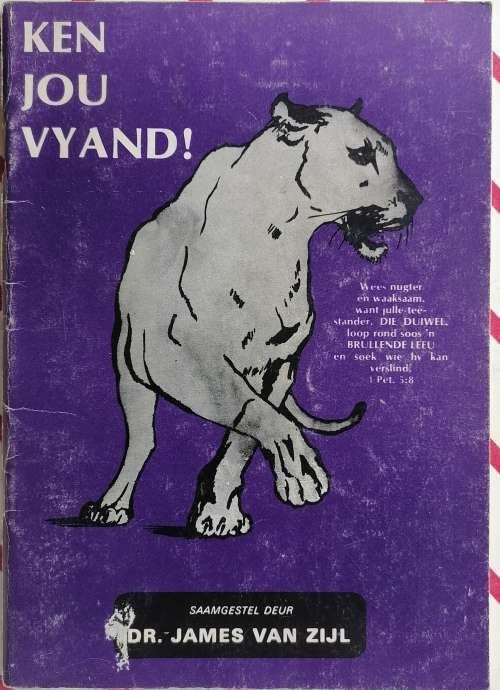 KEN
JOU
VYAND!
Wees nugter
en waaksaam,
want julle teë-
stander, DIE DUIWEL,
loop rond soos 'n
BRULLENDE LEEU
en soek wie hy kan
verslind.
1 Pet. 5:8
SAAMGESTEL DEUR
DR. JAMES VAN ZIJL